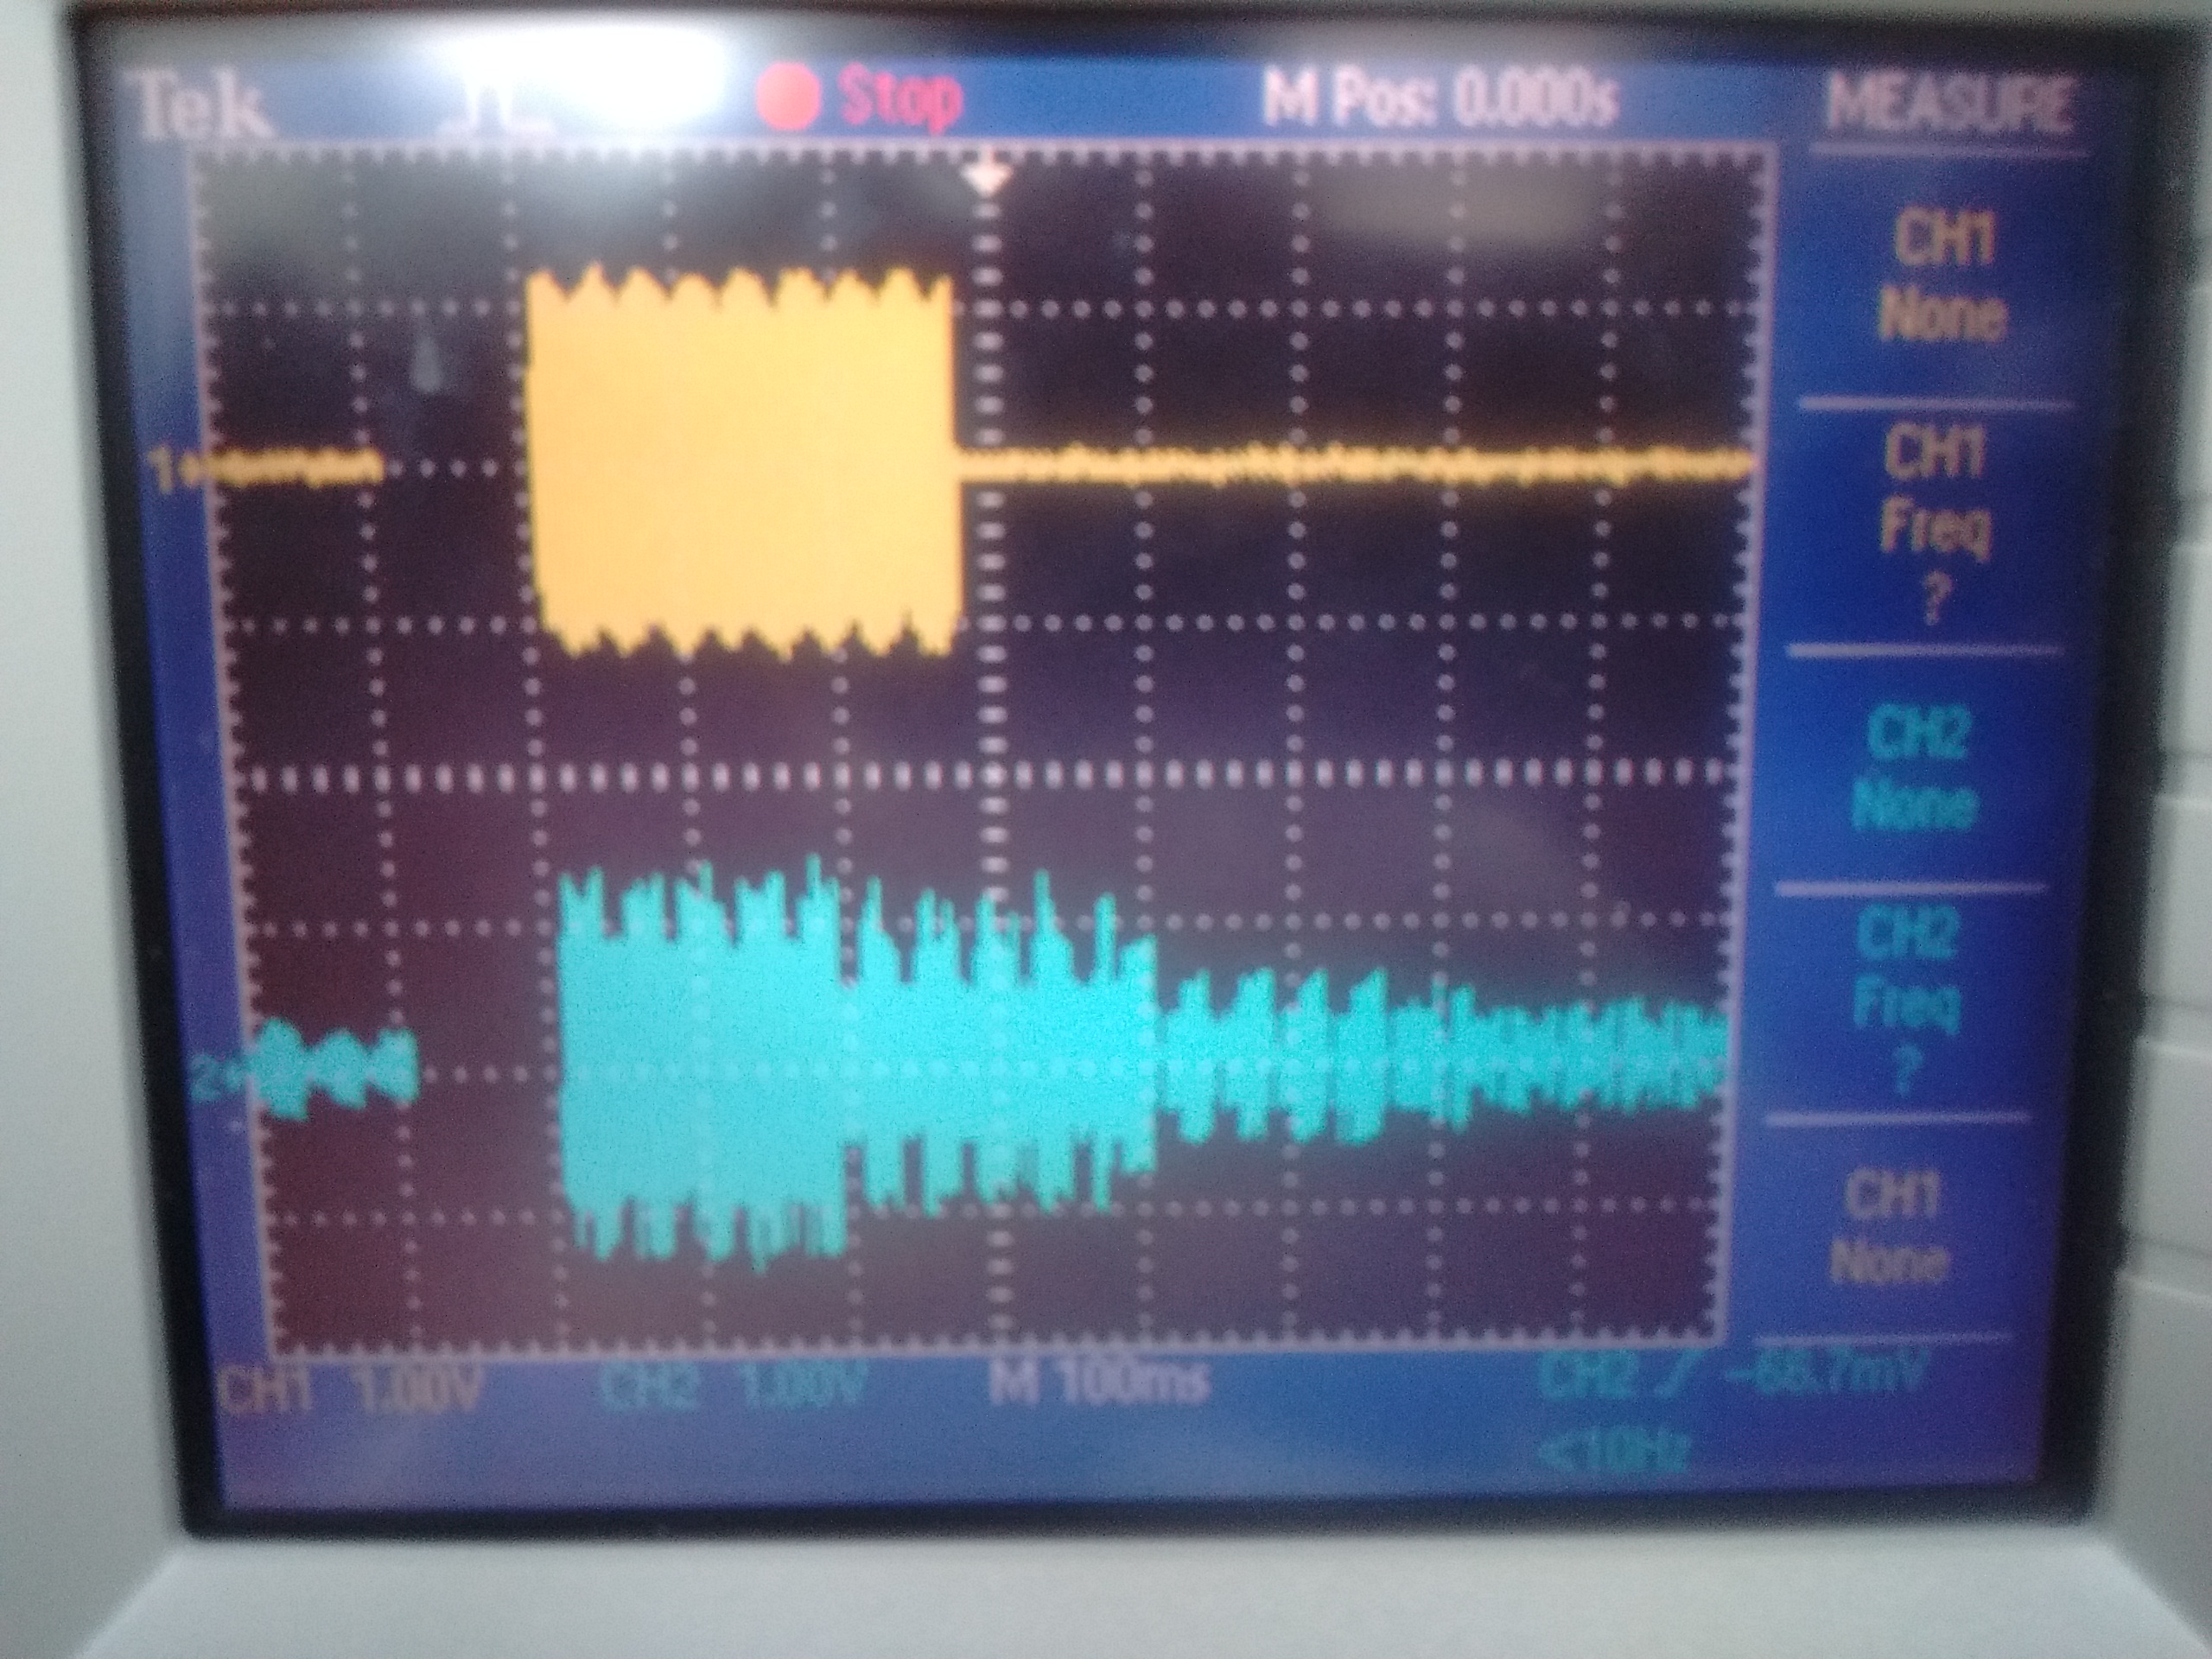 Tek Stop M Pos: 0.000s MEASURE
CH1
None
CH1
Freq
?
CH2
None
CH2
Freq
?
CH1
None
1
2
CH1 1.00V CH2 1.00V M 100ms CH2 -66.7mV
<10Hz